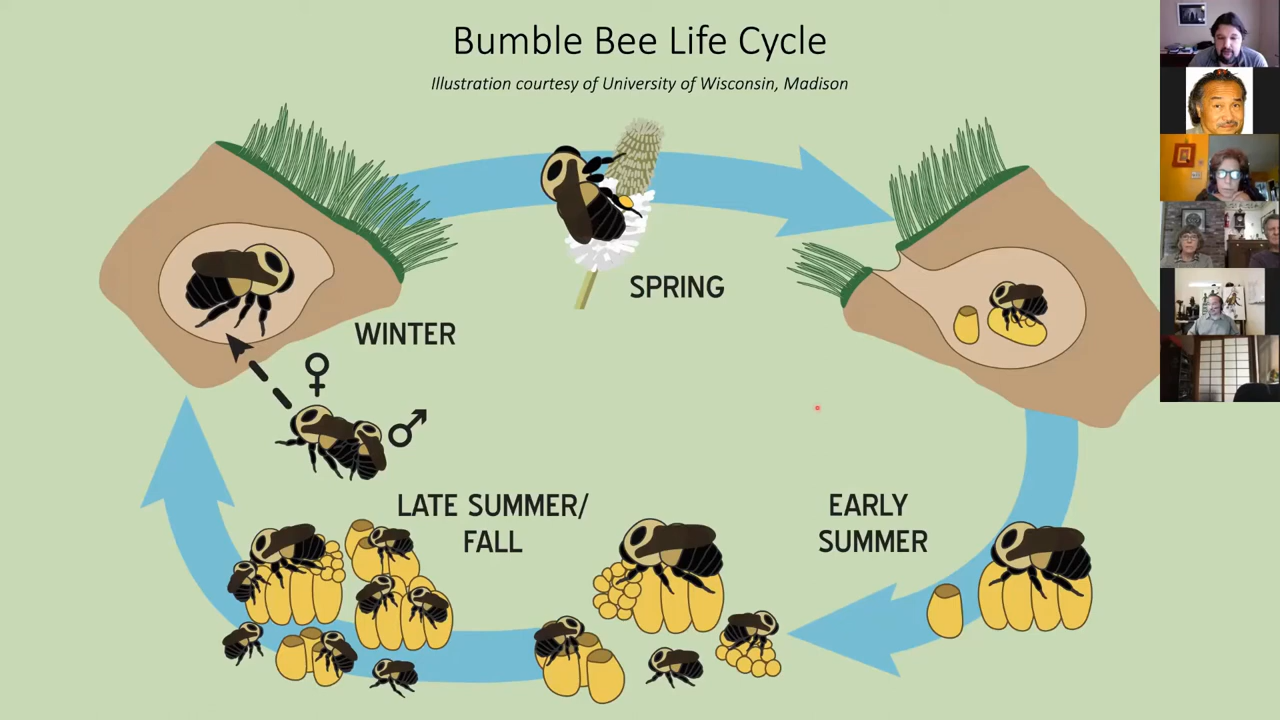 Bumble Bee Life Cycle
Illustration courtesy of University of Wisconsin, Madison
SPRING
WINTER
♀
♂
LATE SUMMER/
FALL
EARLY
SUMMER